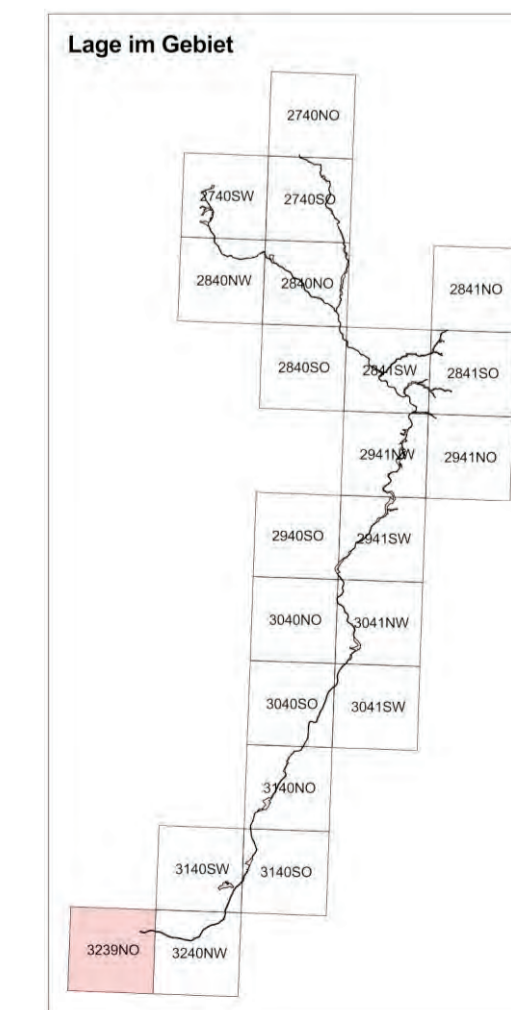 Lage im Gebiet
2740NO
2740SW 2740SO
2840NW 2840NO 2841NO
2840SO 2841SW 2841SO
2941NW 2941NO
2940SO 2941SW
3040NO 3041NW
3040SO 3041SW
3140NO
3140SW 3140SO
3239NO 3240NW